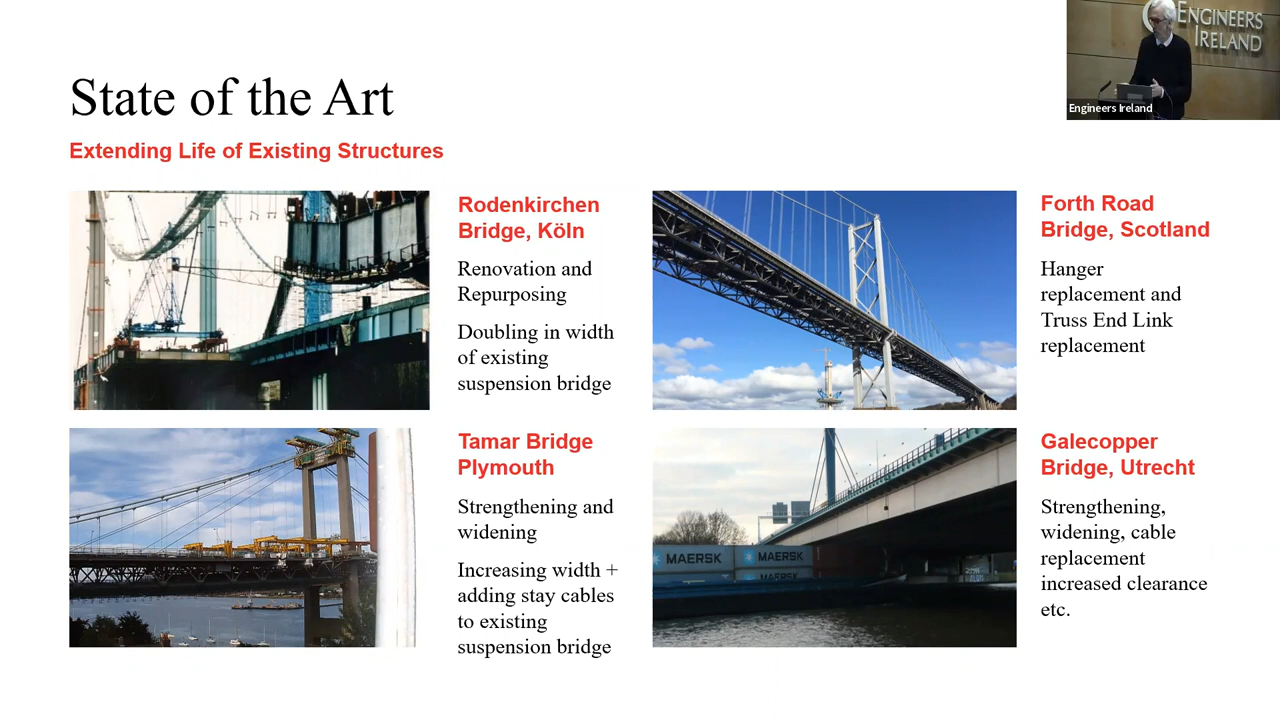 ENGINEERS
IRELAND
Engineers Ireland
State of the Art
Extending Life of Existing Structures
Rodenkirchen
Bridge, Köln
Renovation and
Repurposing
Doubling in width
of existing
suspension bridge
Forth Road
Bridge, Scotland
Hanger
replacement and
Truss End Link
replacement
Tamar Bridge
Plymouth
Strengthening and
widening
Increasing width +
adding stay cables
to existing
suspension bridge
MAERSK
MAERSK
MAERSK
Galecopper
Bridge, Utrecht
Strengthening,
widening, cable
replacement
increased clearance
etc.